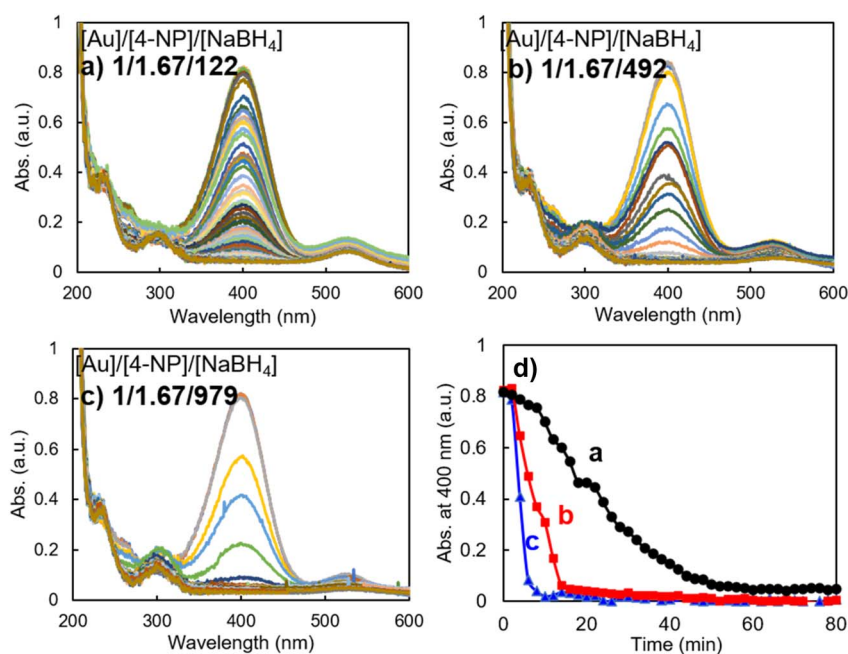 [Au]/[4-NP]/[NaBH4]
a) 1/1.67/122
Abs. (a.u.)
1
0.8
0.6
0.4
0.2
0
200
300
400
500
600
Wavelength (nm)
[Au]/[4-NP]/[NaBH4]
b) 1/1.67/492
Abs. (a.u.)
1
0.8
0.6
0.4
0.2
0
200
300
400
500
600
Wavelength (nm)
[Au]/[4-NP]/[NaBH4]
c) 1/1.67/979
Abs. (a.u.)
1
0.8
0.6
0.4
0.2
0
200
300
400
500
600
Wavelength (nm)
d)
a
b
c
Abs. at 400 nm (a.u.)
1
0.8
0.6
0.4
0.2
0
0
20
40
60
80
Time (min)